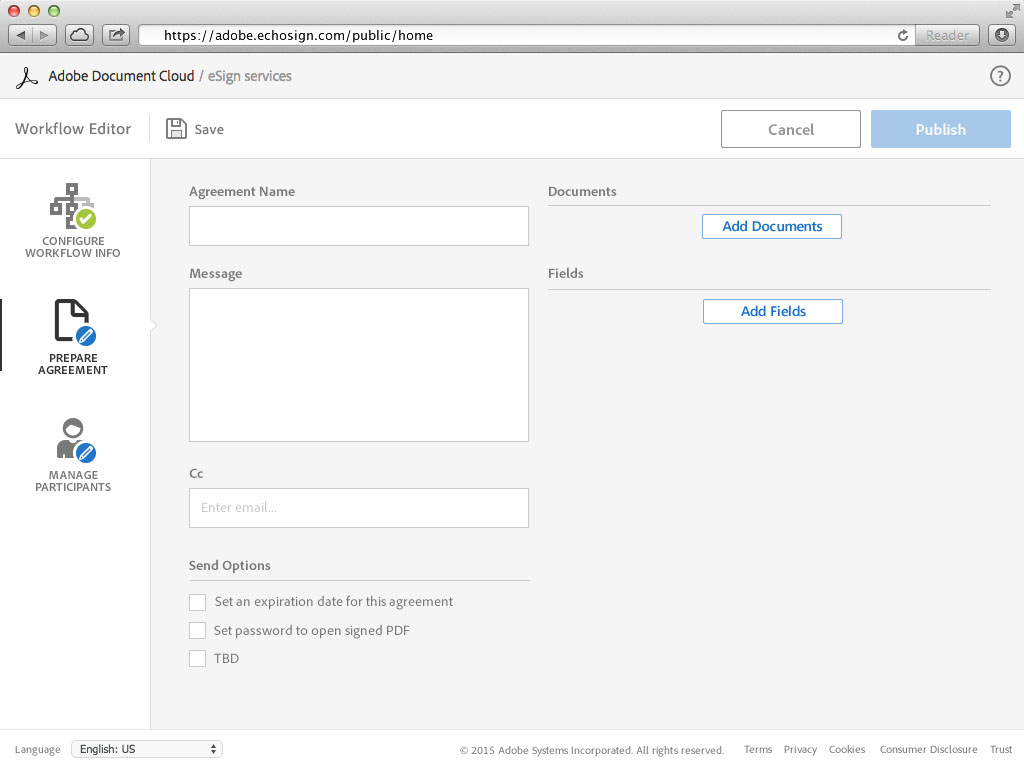 https://adobe.echosign.com/public/home
Reader
Adobe Document Cloud / eSign services
?
Workflow Editor
Save
Cancel
Publish
CONFIGURE
WORKFLOW INFO
PREPARE
AGREEMENT
MANAGE
PARTICIPANTS
Agreement Name
Message
Cc
Enter email...
Send Options
Set an expiration date for this agreement
Set password to open signed PDF
TBD
Documents
Add Documents
Fields
Add Fields
Language
English: US
© 2015 Adobe Systems Incorporated. All rights reserved.
Terms
Privacy
Cookies
Consumer Disclosure
Trust